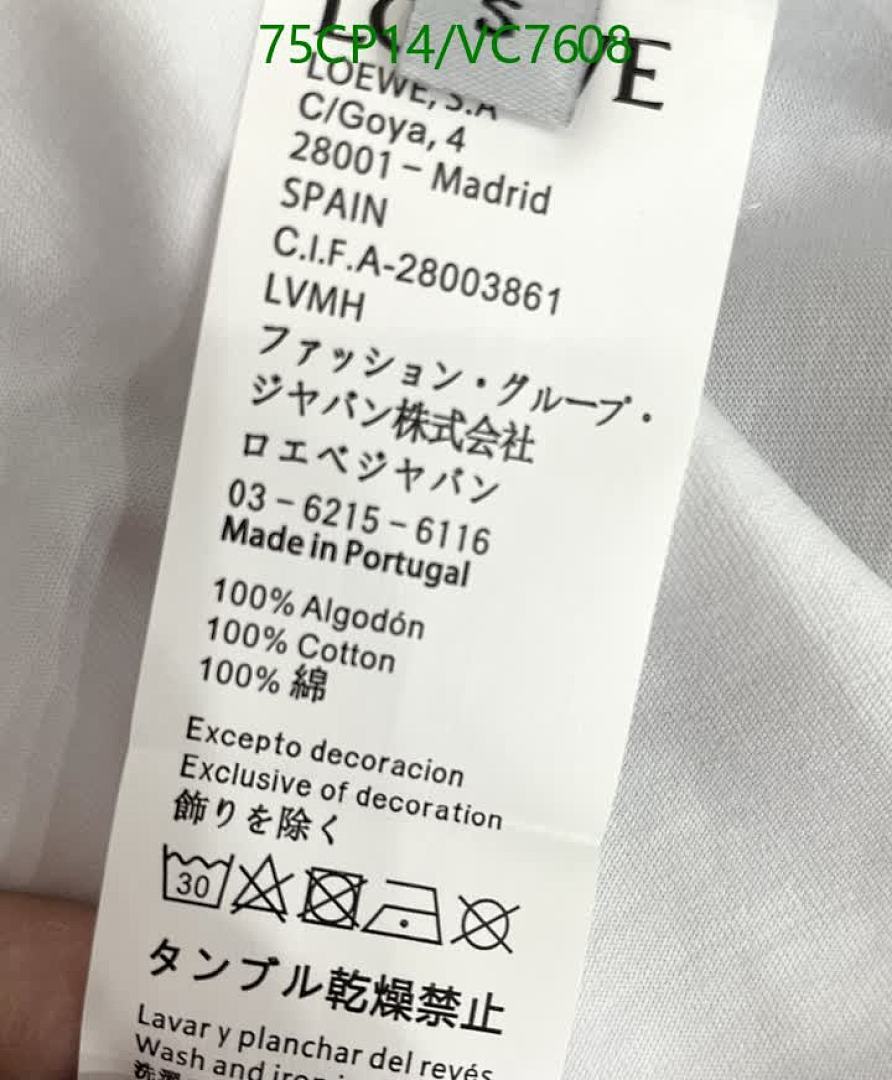 75CP14/VC7608
S
LOEWE
LOEWE, S.A
C/Goya, 4
28001 – Madrid
SPAIN
C.I.F.A-28003861
LVMH
ファッション・グループ・
ジャパン株式会社
ロエベジャパン
03 – 6215 – 6116
Made in Portugal
100% Algodón
100% Cotton
100% 綿
Excepto decoracion
Exclusive of decoration
飾りを除く
30
タンブル乾燥禁止
Lavar y planchar del revés
Wash and